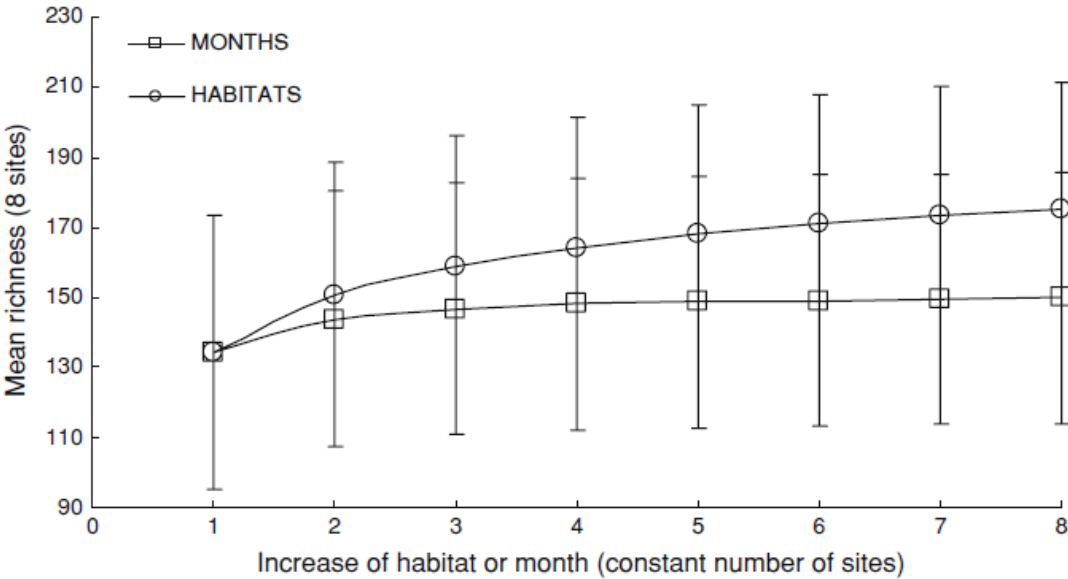 230
210
190
170
150
130
110
90
MONTHS
HABITATS
Mean richness (8 sites)
0 1 2 3 4 5 6 7 8
Increase of habitat or month (constant number of sites)